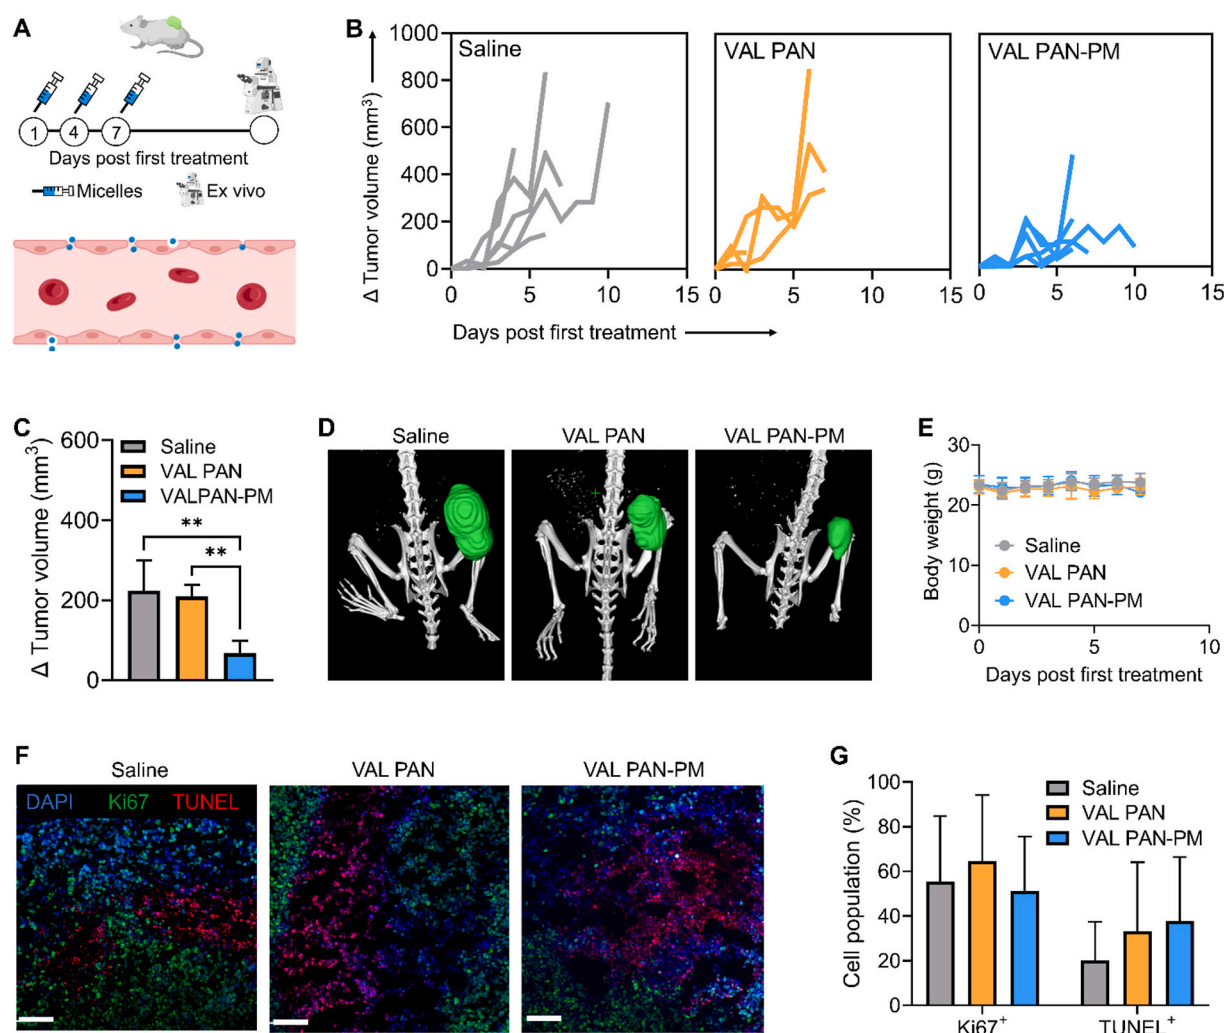 A
1 4 7
Days post first treatment
Micelles Ex vivo
B
Δ Tumor volume (mm³)
1000
800
600
400
200
0
Saline
0 5 10 15
VAL PAN
0 5 10 15
VAL PAN-PM
0 5 10 15
Days post first treatment
C
Δ Tumor volume (mm³)
600
400
200
0
Saline
VAL PAN
VALPAN-PM
**
**
D
Saline VAL PAN VAL PAN-PM
E
Body weight (g)
30
20
10
0
Saline
VAL PAN
VAL PAN-PM
0 5 10
Days post first treatment
F
Saline VAL PAN VAL PAN-PM
DAPI Ki67 TUNEL
G
Cell population (%)
100
80
60
40
20
0
Saline
VAL PAN
VAL PAN-PM
Ki67⁺ TUNEL⁺